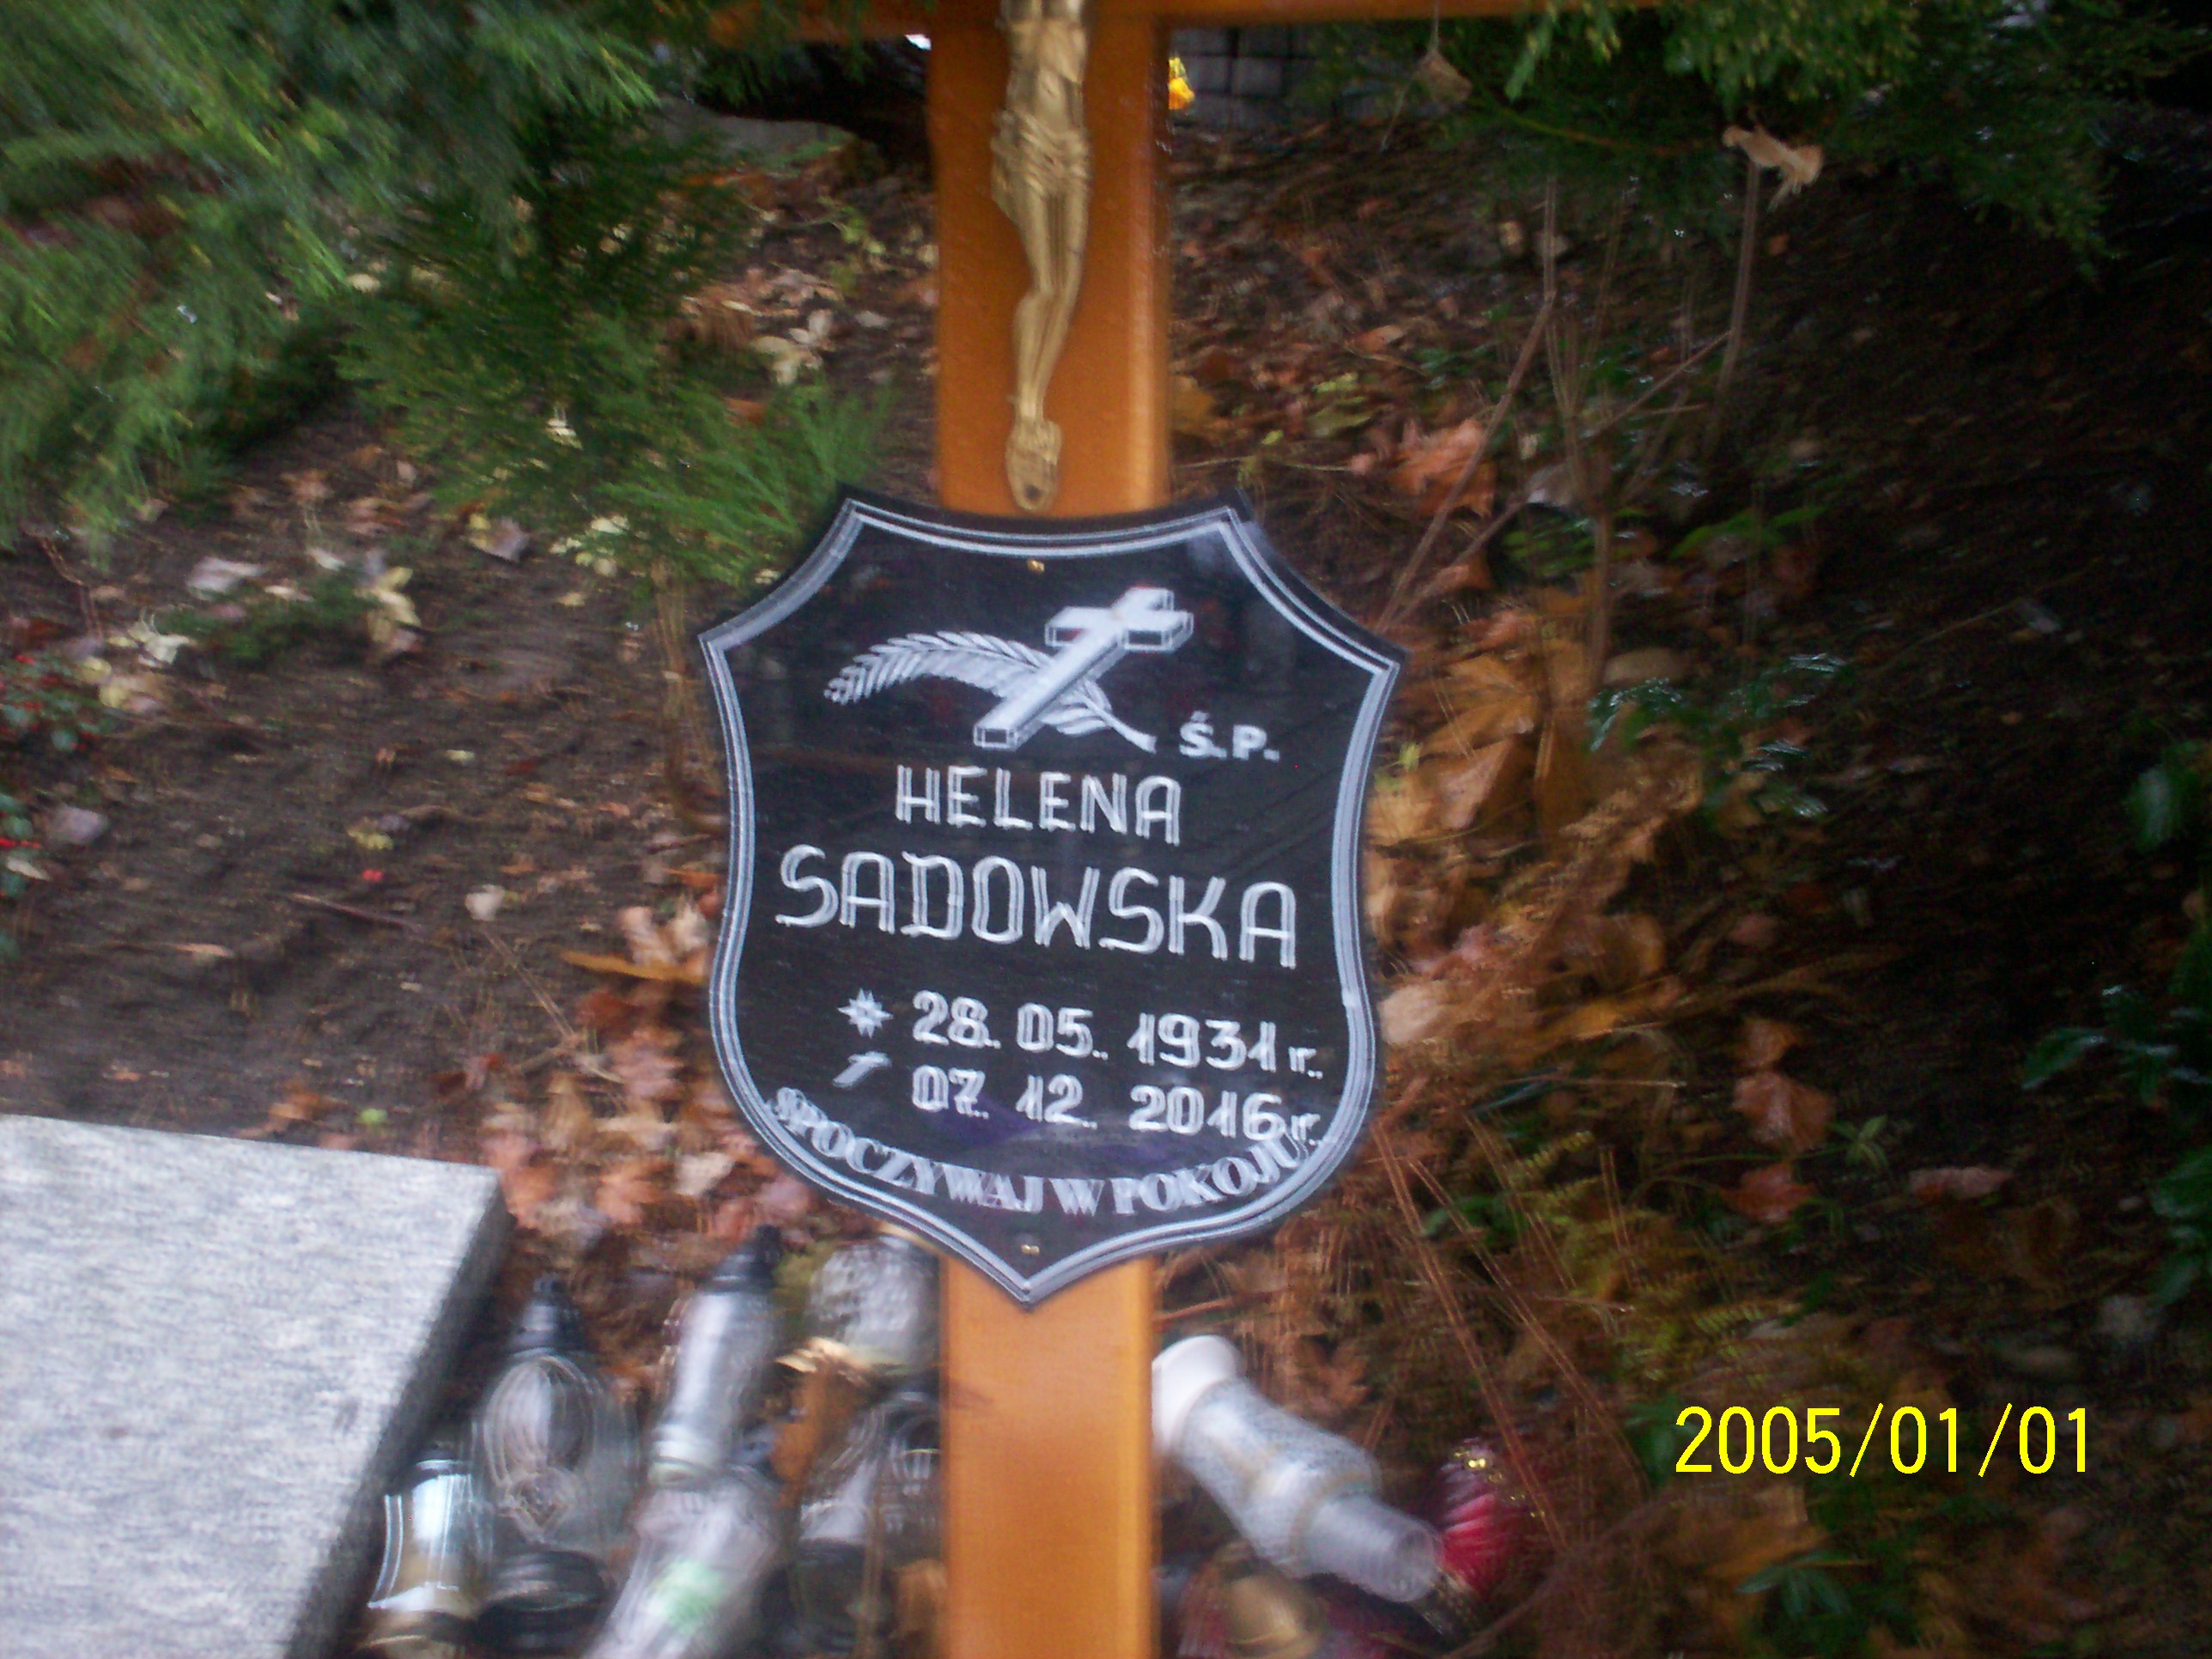 Ś.P.
HELENA
SADOWSKA
28.05.1931 r.
07.12.2016 r.
SPOCZYWAJ W POKOJU
2005/01/01